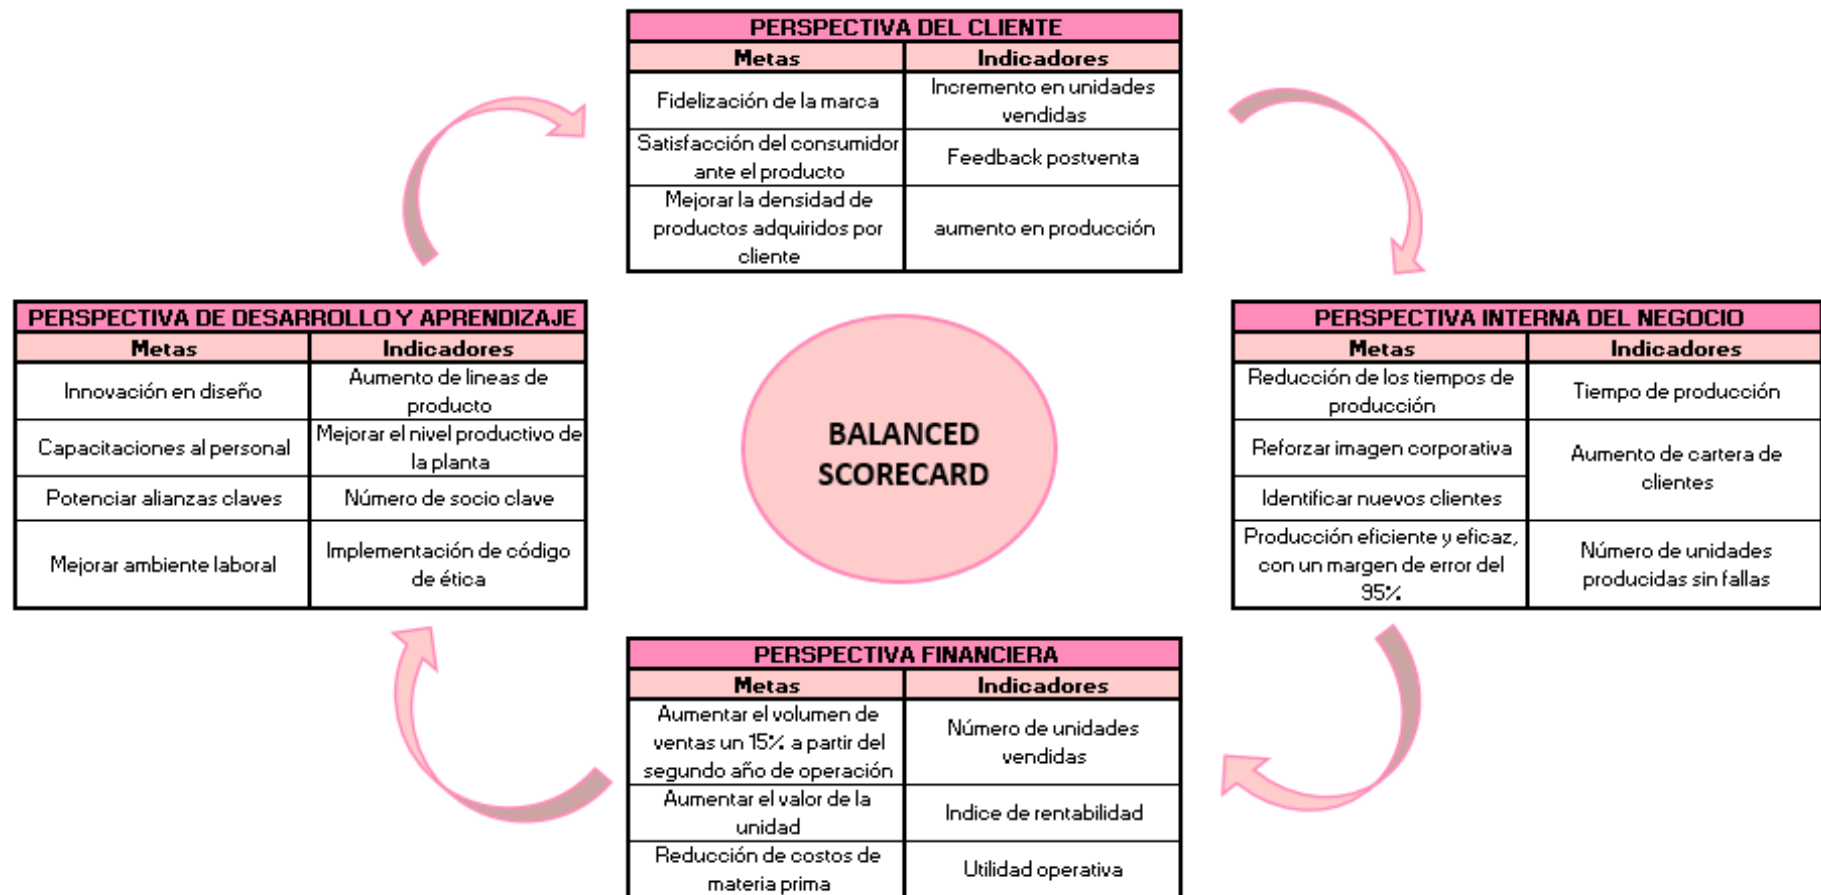 PERSPECTIVA DEL CLIENTE
Metas
Indicadores
Fidelización de la marca
Incremento en unidades
vendidas
Satisfacción del consumidor
ante el producto
Feedback postventa
Mejorar la densidad de
productos adquiridos por
cliente
aumento en producción
PERSPECTIVA DE DESARROLLO Y APRENDIZAJE
Metas
Indicadores
Innovación en diseño
Aumento de lineas de
producto
Capacitaciones al personal
Mejorar el nivel productivo de
la planta
Potenciar alianzas claves
Número de socio clave
Mejorar ambiente laboral
Implementación de código
de ética
BALANCED
SCORECARD
PERSPECTIVA INTERNA DEL NEGOCIO
Metas
Indicadores
Reducción de los tiempos de
producción
Tiempo de producción
Reforzar imagen corporativa
Aumento de cartera de
clientes
Identificar nuevos clientes
Producción eficiente y eficaz,
con un margen de error del
95%
Número de unidades
producidas sin fallas
PERSPECTIVA FINANCIERA
Metas
Indicadores
Aumentar el volumen de
ventas un 15% a partir del
segundo año de operación
Número de unidades
vendidas
Aumentar el valor de la
unidad
Indice de rentabilidad
Reducción de costos de
materia prima
Utilidad operativa